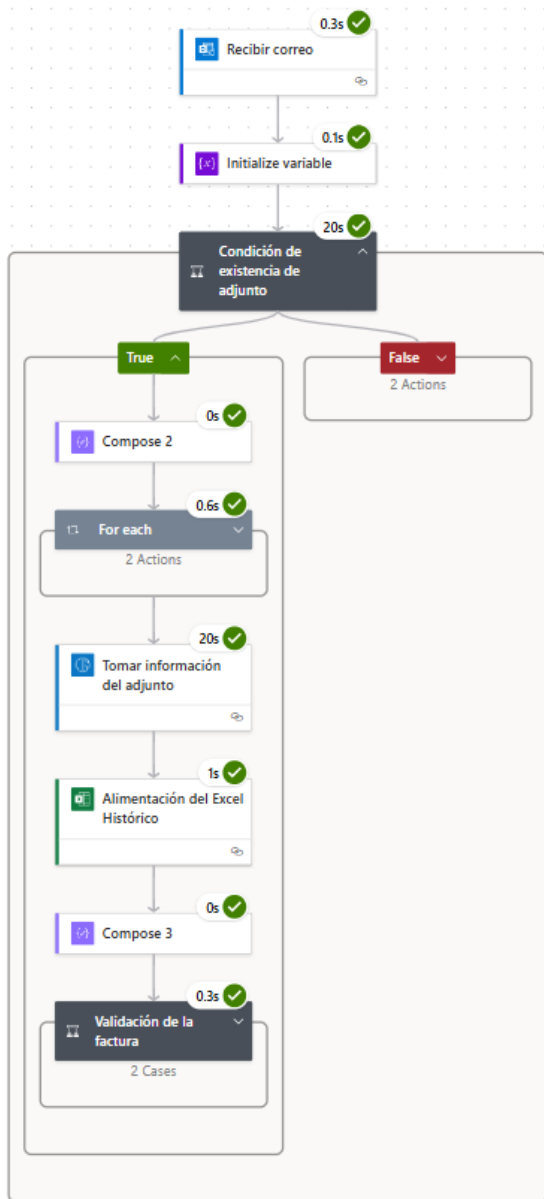 0.3s
Recibir correo
0.1s
Initialize variable
20s
Condición de
existencia de
adjunto
True
False
2 Actions
0s
Compose 2
0.6s
For each
2 Actions
20s
Tomar información
del adjunto
1s
Alimentación del Excel
Histórico
0s
Compose 3
0.3s
Validación de la
factura
2 Cases